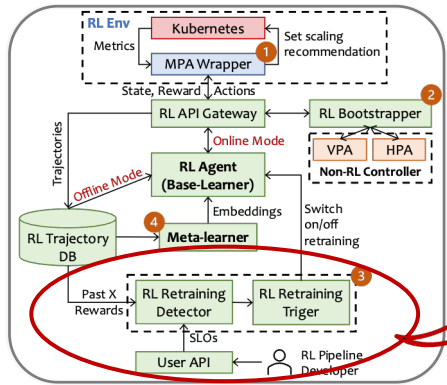 RL Env
Kubernetes
Metrics
Set scaling
recommendation
1
MPA Wrapper
State, Reward
Actions
2
RL API Gateway
RL Bootstrapper
Trajectories
Online Mode
VPA
HPA
Non-RL Controller
Offline Mode
RL Agent
(Base-Learner)
Embeddings
Switch
on/off
retraining
4
Meta-learner
RL Trajectory
DB
3
Past X
Rewards
RL Retraining
Detector
RL Retraining
Triger
SLOs
User API
RL Pipeline
Developer